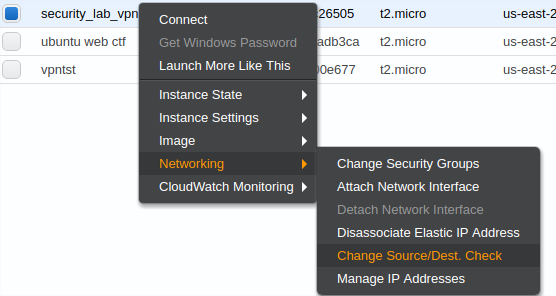 security_lab_vpn 26505 t2.micro us-east-2
Connect
Get Windows Password
ubuntu web ctf adb3ca t2.micro us-east-2
Launch More Like This
vpntst 00e677 t2.micro us-east-2
Instance State
Instance Settings
Image
Networking
CloudWatch Monitoring
Change Security Groups
Attach Network Interface
Detach Network Interface
Disassociate Elastic IP Address
Change Source/Dest. Check
Manage IP Addresses